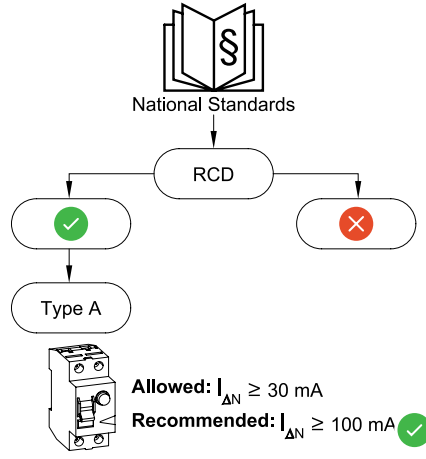 §
National Standards
RCD
Type A
Allowed: IΔN ≥ 30 mA
Recommended: IΔN ≥ 100 mA